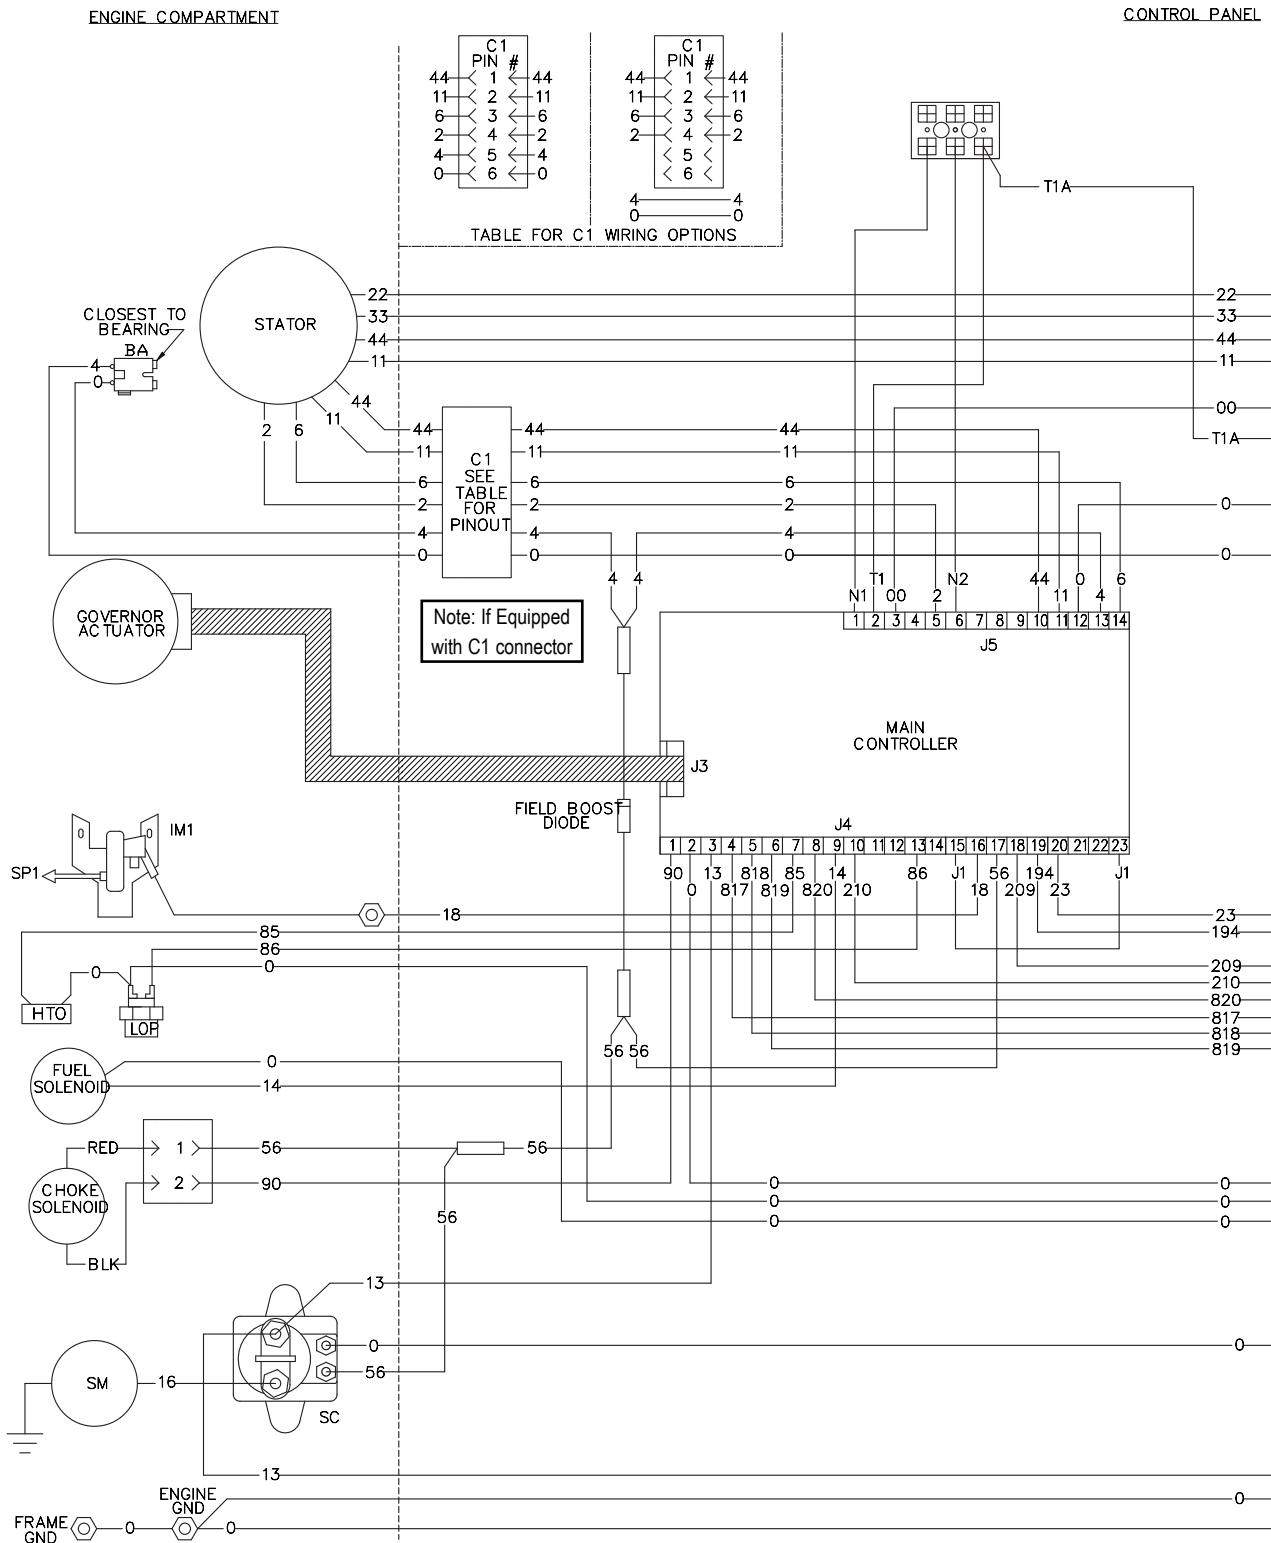 ENGINE COMPARTMENT
CONTROL PANEL
C1
PIN #
44 1 44
11 2 11
6 3 6
2 4 2
4 5 4
0 6 0
C1
PIN #
44 1 44
11 2 11
6 3 6
2 4 2
5
6
4 4
0 0
TABLE FOR C1 WIRING OPTIONS
T1A
CLOSEST TO
BEARING
BA
4
0
STATOR
22 22
33 33
44 44
11 11
00
T1A
44
11
2 6
44 44 44
11 11 11
6 6 6
2 2 2 0
4 4 4
0 0 0 0
C1
SEE
TABLE
FOR
PINOUT
4 4
N1 T1 00 2 N2 44 11 0 4 6
1 2 3 4 5 6 7 8 9 10 11 12 13 14
J5
GOVERNOR
ACTUATOR
Note: If Equipped
with C1 connector
MAIN
CONTROLLER
J3
FIELD BOOST
DIODE
J4
1 2 3 4 5 6 7 8 9 10 11 12 13 14 15 16 17 18 19 20 21 22 23
90 13 818 85 14 86 J1 56 194 J1
0 817 819 820 210 18 209 23
IM1
SP1
18 23
85 194
86
0 0 209
210
820
817
818
819
HTO
LOP
56 56
FUEL
SOLENOID
0
14
RED 1 56 56
2 90 0 0
0 0
0 0
CHOKE
SOLENOID
BLK
56
13
0 0
56
SM 16
SC
13
ENGINE
GND
0
FRAME
GND
0 0